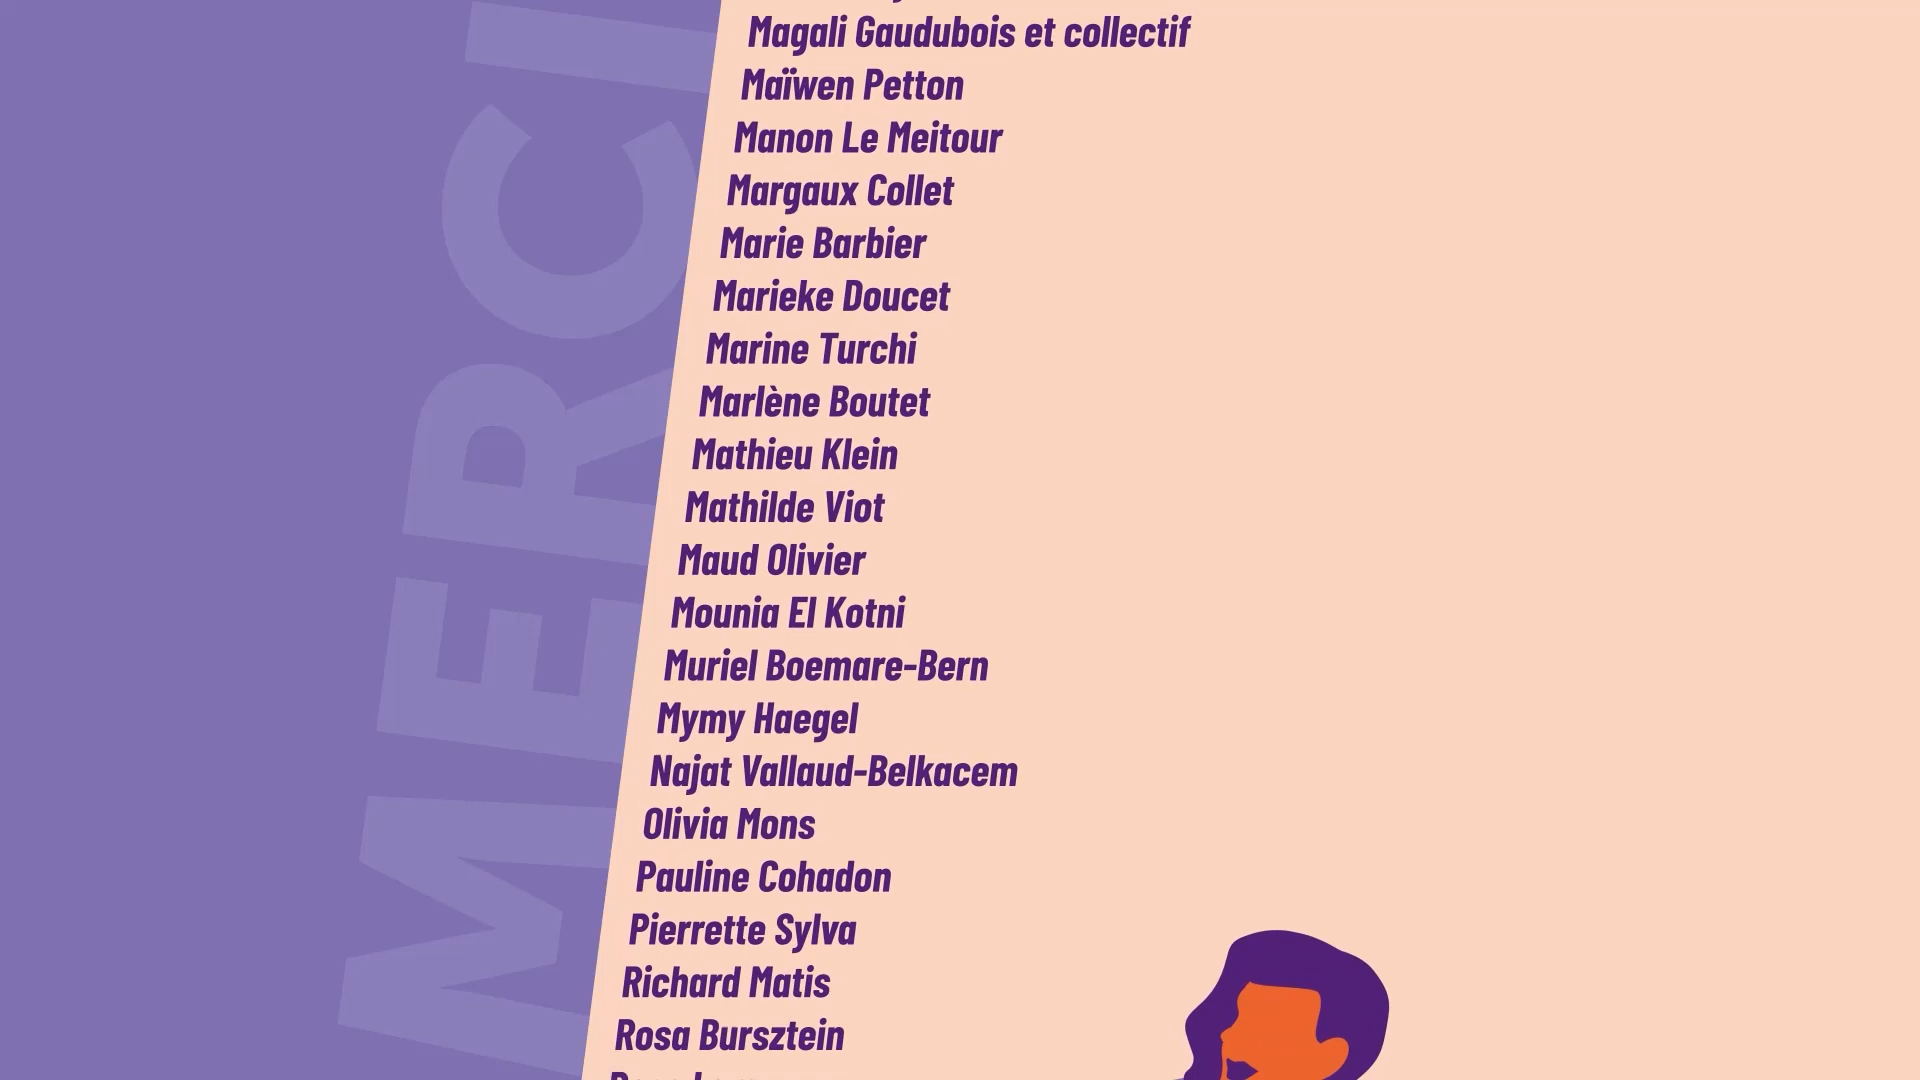 MERCI
Magali Gaudubois et collectif
Maïwen Petton
Manon Le Meitour
Margaux Collet
Marie Barbier
Marieke Doucet
Marine Turchi
Marlène Boutet
Mathieu Klein
Mathilde Viot
Maud Olivier
Mounia El Kotni
Muriel Boemare-Bern
Mymy Haegel
Najat Vallaud-Belkacem
Olivia Mons
Pauline Cohadon
Pierrette Sylva
Richard Matis
Rosa Bursztein